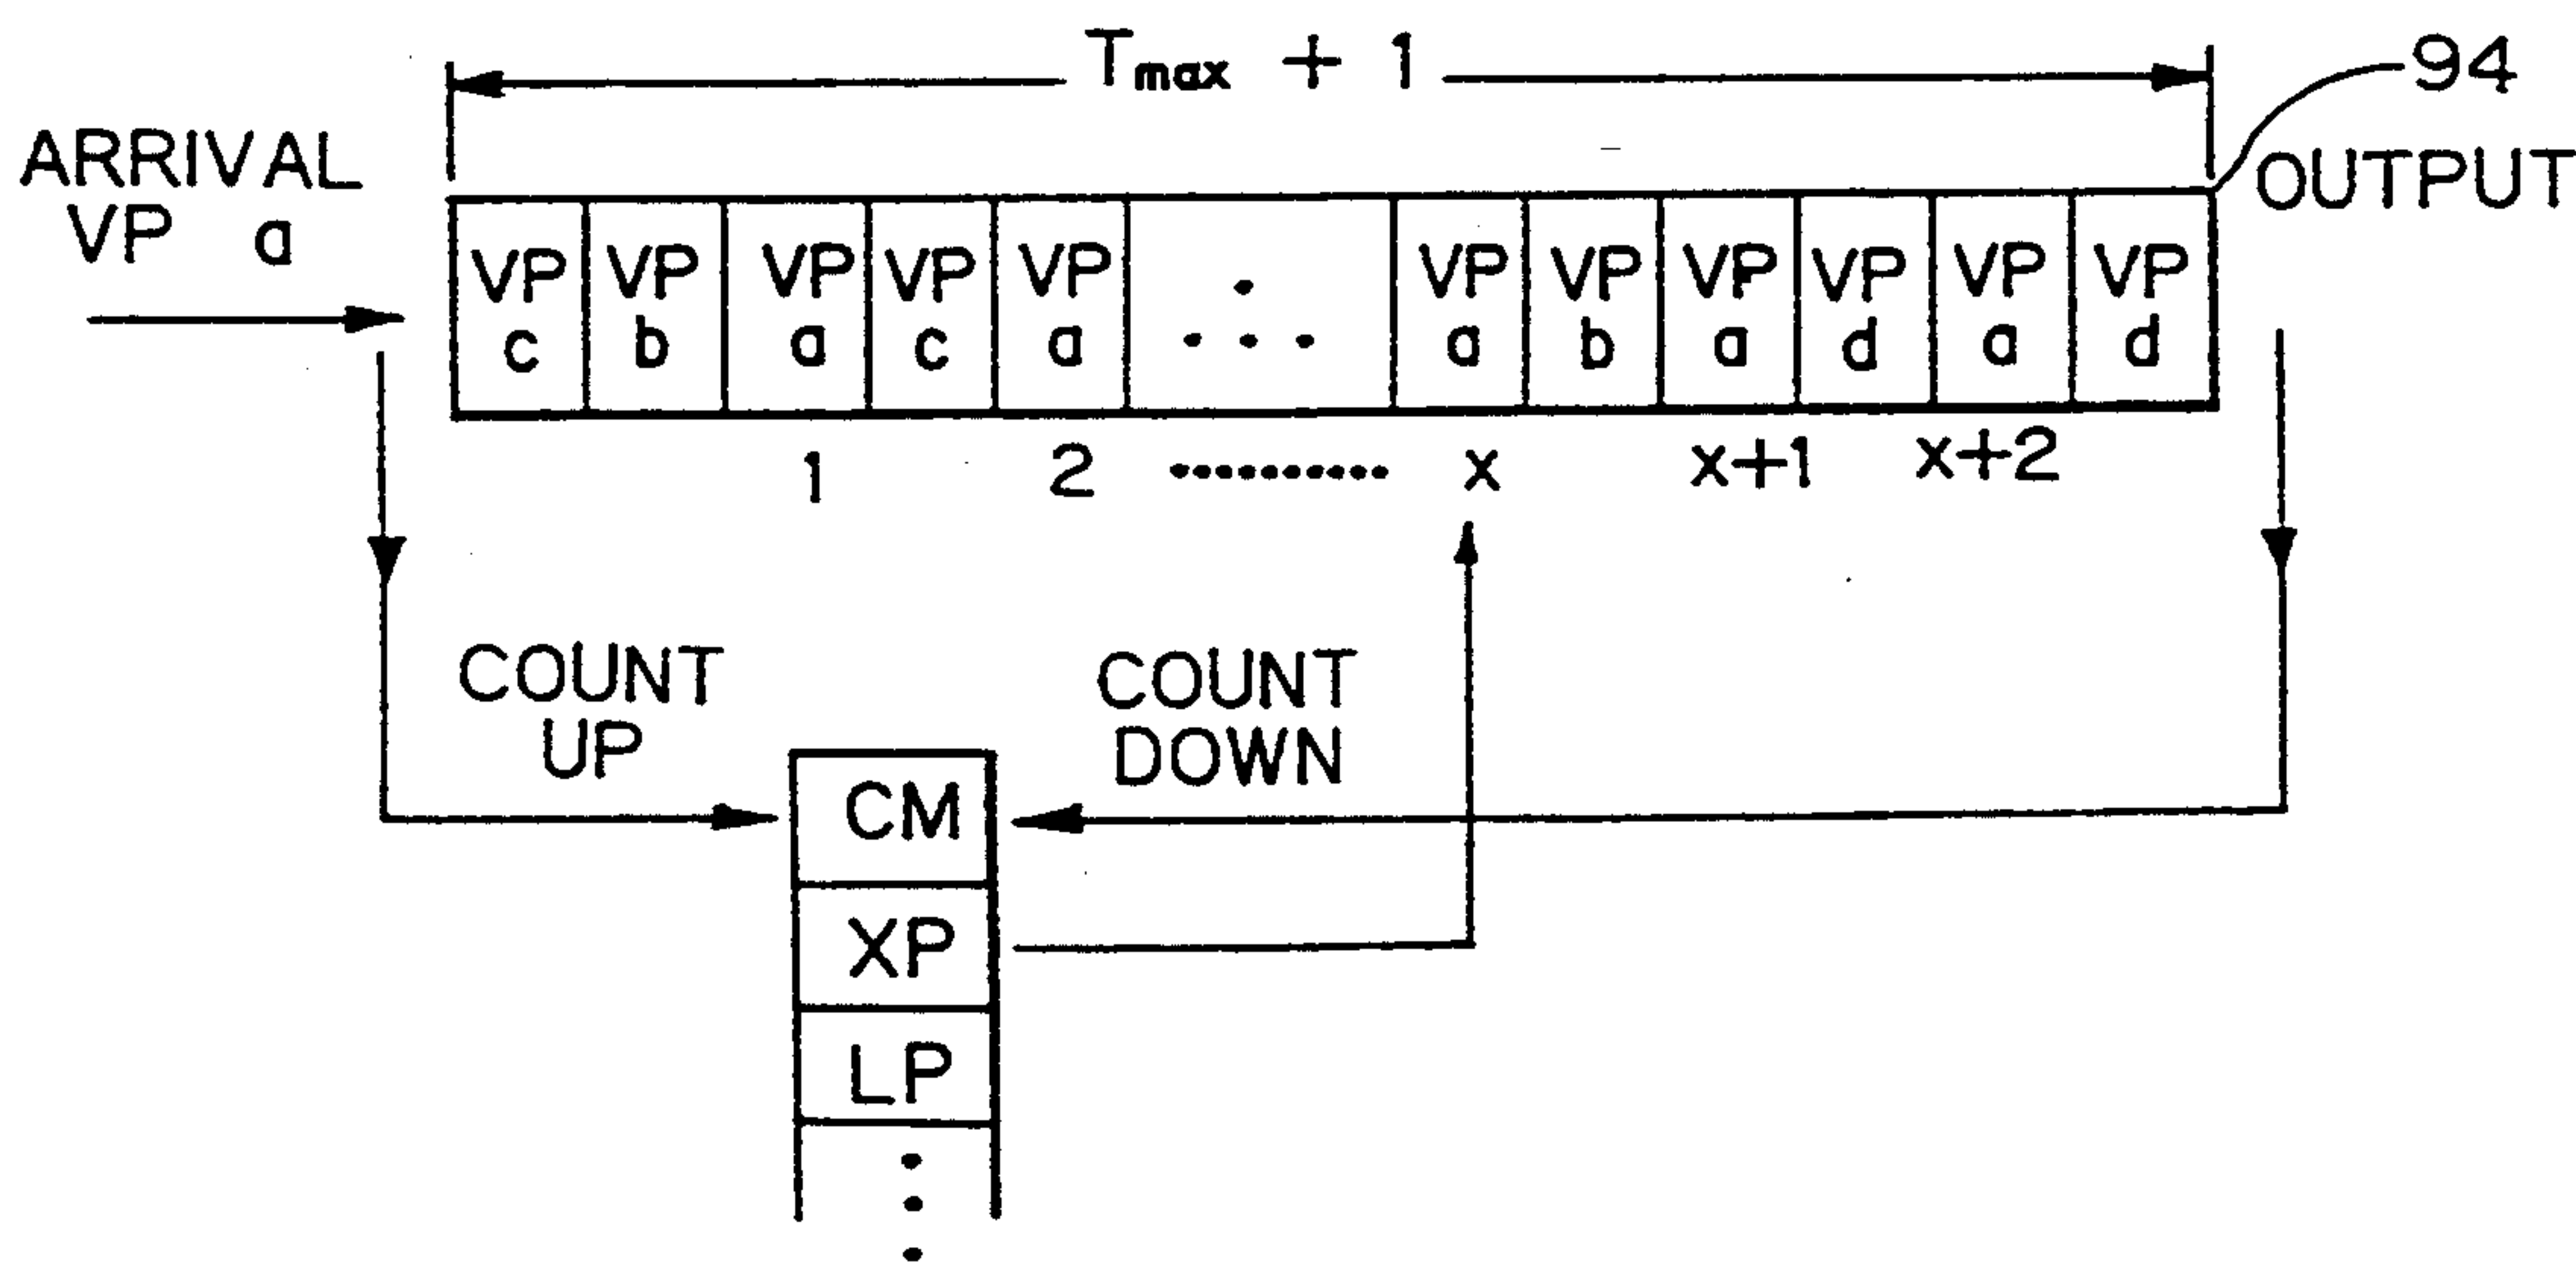 T max + 1
94
ARRIVAL
VP a
OUTPUT
VP VP VP VP VP VP VP VP VP VP VP
c b a c a . . . . a b a d a d
1 2 .......... x x+1 x+2
COUNT
UP
COUNT
DOWN
CM
XP
LP